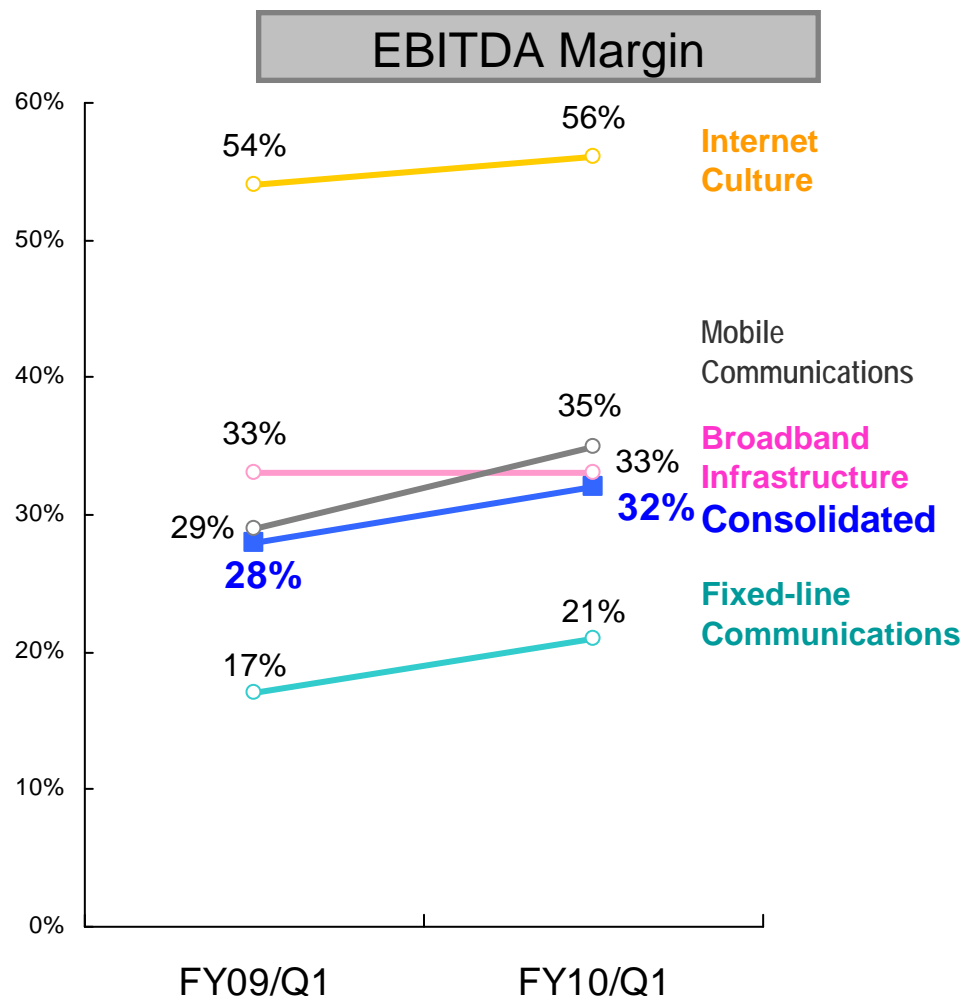 EBITDA Margin
60%
50%
40%
30%
20%
10%
0%
54%
56%
33%
35%
33%
29%
28%
32%
17%
21%
Internet
Culture
Mobile
Communications
Broadband
Infrastructure
Consolidated
Fixed-line
Communications
FY09/Q1
FY10/Q1